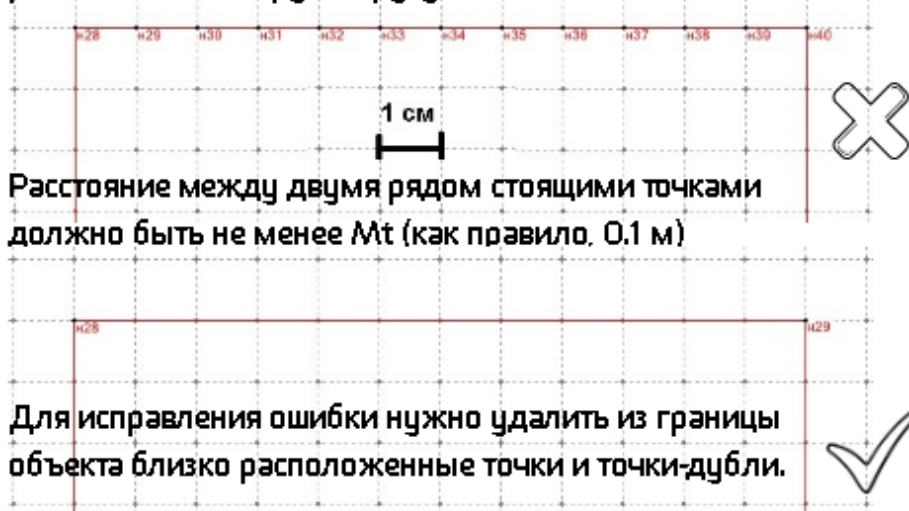 н28 н29 н30 н31 н32 н33 н34 н35 н36 н37 н38 н39 н40
1 см
Расстояние между двумя рядом стоящими точками
должно быть не менее Mt (как правило, 0.1 м)
н28 н29
Для исправления ошибки нужно удалить из границы
объекта близко расположенные точки и точки-дубли.